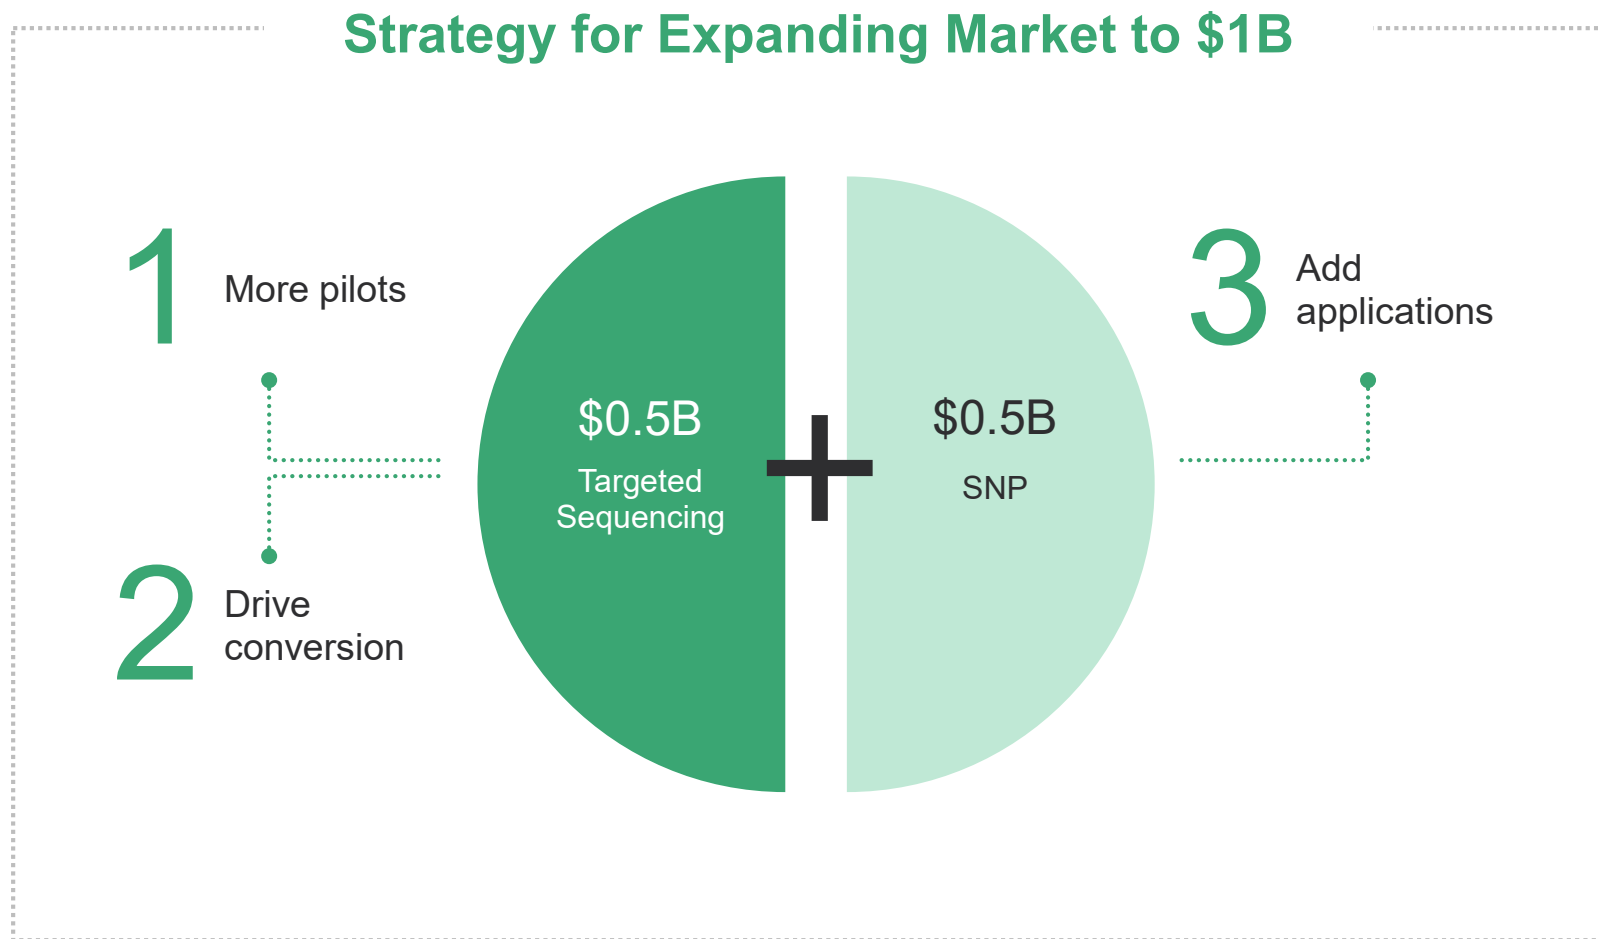 Strategy for Expanding Market to $1B
1
More pilots
2
Drive
conversion
$0.5B
Targeted
Sequencing
+
$0.5B
SNP
3
Add
applications